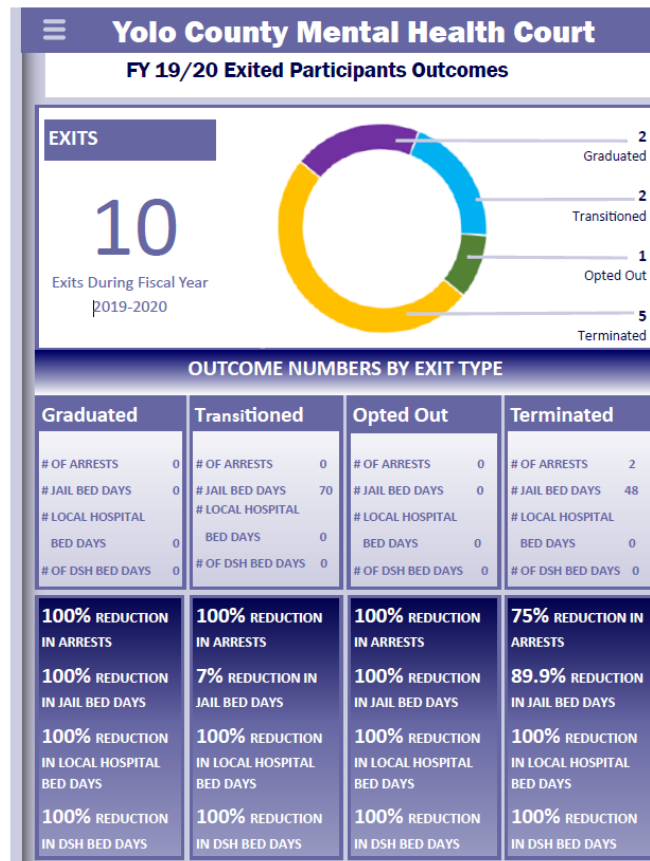 Yolo County Mental Health Court
FY 19/20 Exited Participants Outcomes
EXITS
10
Exits During Fiscal Year
2019-2020
2
Graduated
2
Transitioned
1
Opted Out
5
Terminated
OUTCOME NUMBERS BY EXIT TYPE
Graduated
# OF ARRESTS 0
# JAIL BED DAYS 0
# LOCAL HOSPITAL
BED DAYS 0
# OF DSH BED DAYS 0
Transitioned
# OF ARRESTS 0
# JAIL BED DAYS 70
# LOCAL HOSPITAL
BED DAYS 0
# OF DSH BED DAYS 0
Opted Out
# OF ARRESTS 0
# JAIL BED DAYS 0
# LOCAL HOSPITAL
BED DAYS 0
# OF DSH BED DAYS 0
Terminated
# OF ARRESTS 2
# JAIL BED DAYS 48
# LOCAL HOSPITAL
BED DAYS 0
# OF DSH BED DAYS 0
100% REDUCTION
IN ARRESTS
100% REDUCTION
IN JAIL BED DAYS
100% REDUCTION
IN LOCAL HOSPITAL
BED DAYS
100% REDUCTION
IN DSH BED DAYS
100% REDUCTION
IN ARRESTS
7% REDUCTION IN
JAIL BED DAYS
100% REDUCTION
IN LOCAL HOSPITAL
BED DAYS
100% REDUCTION
IN DSH BED DAYS
100% REDUCTION
IN ARRESTS
100% REDUCTION
IN JAIL BED DAYS
100% REDUCTION
IN LOCAL HOSPITAL
BED DAYS
100% REDUCTION
IN DSH BED DAYS
75% REDUCTION IN
ARRESTS
89.9% REDUCTION
IN JAIL BED DAYS
100% REDUCTION
IN LOCAL HOSPITAL
BED DAYS
100% REDUCTION
IN DSH BED DAYS